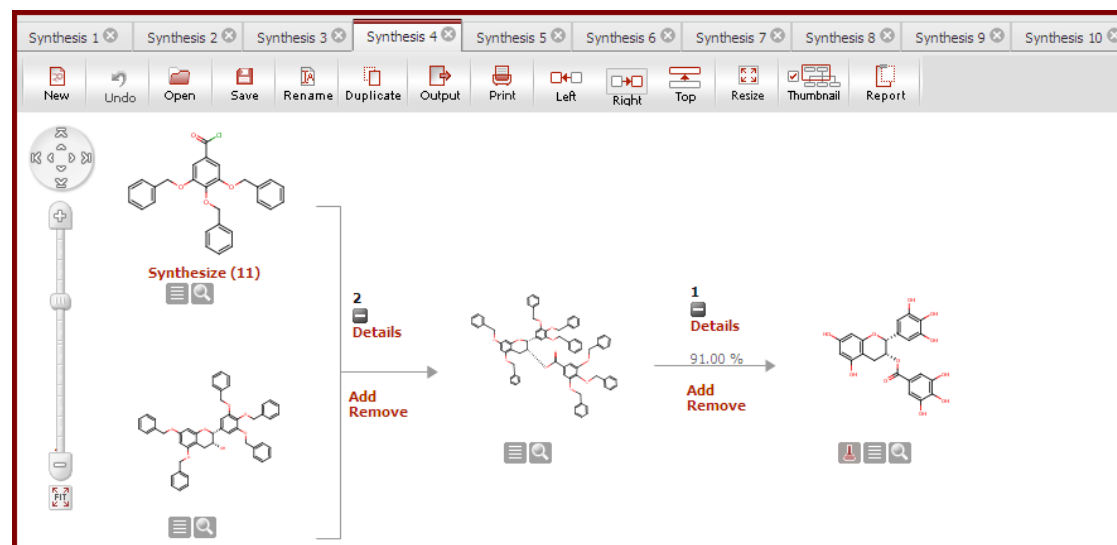 Synthesis 1 Synthesis 2 Synthesis 3 Synthesis 4 Synthesis 5 Synthesis 6 Synthesis 7 Synthesis 8 Synthesis 9 Synthesis 10
New Undo Open Save Rename Duplicate Output Print Left Right Top Resize Thumbnail Report
Synthesize (11)
2
Details
Add
Remove
1
Details
91.00 %
Add
Remove
FIT